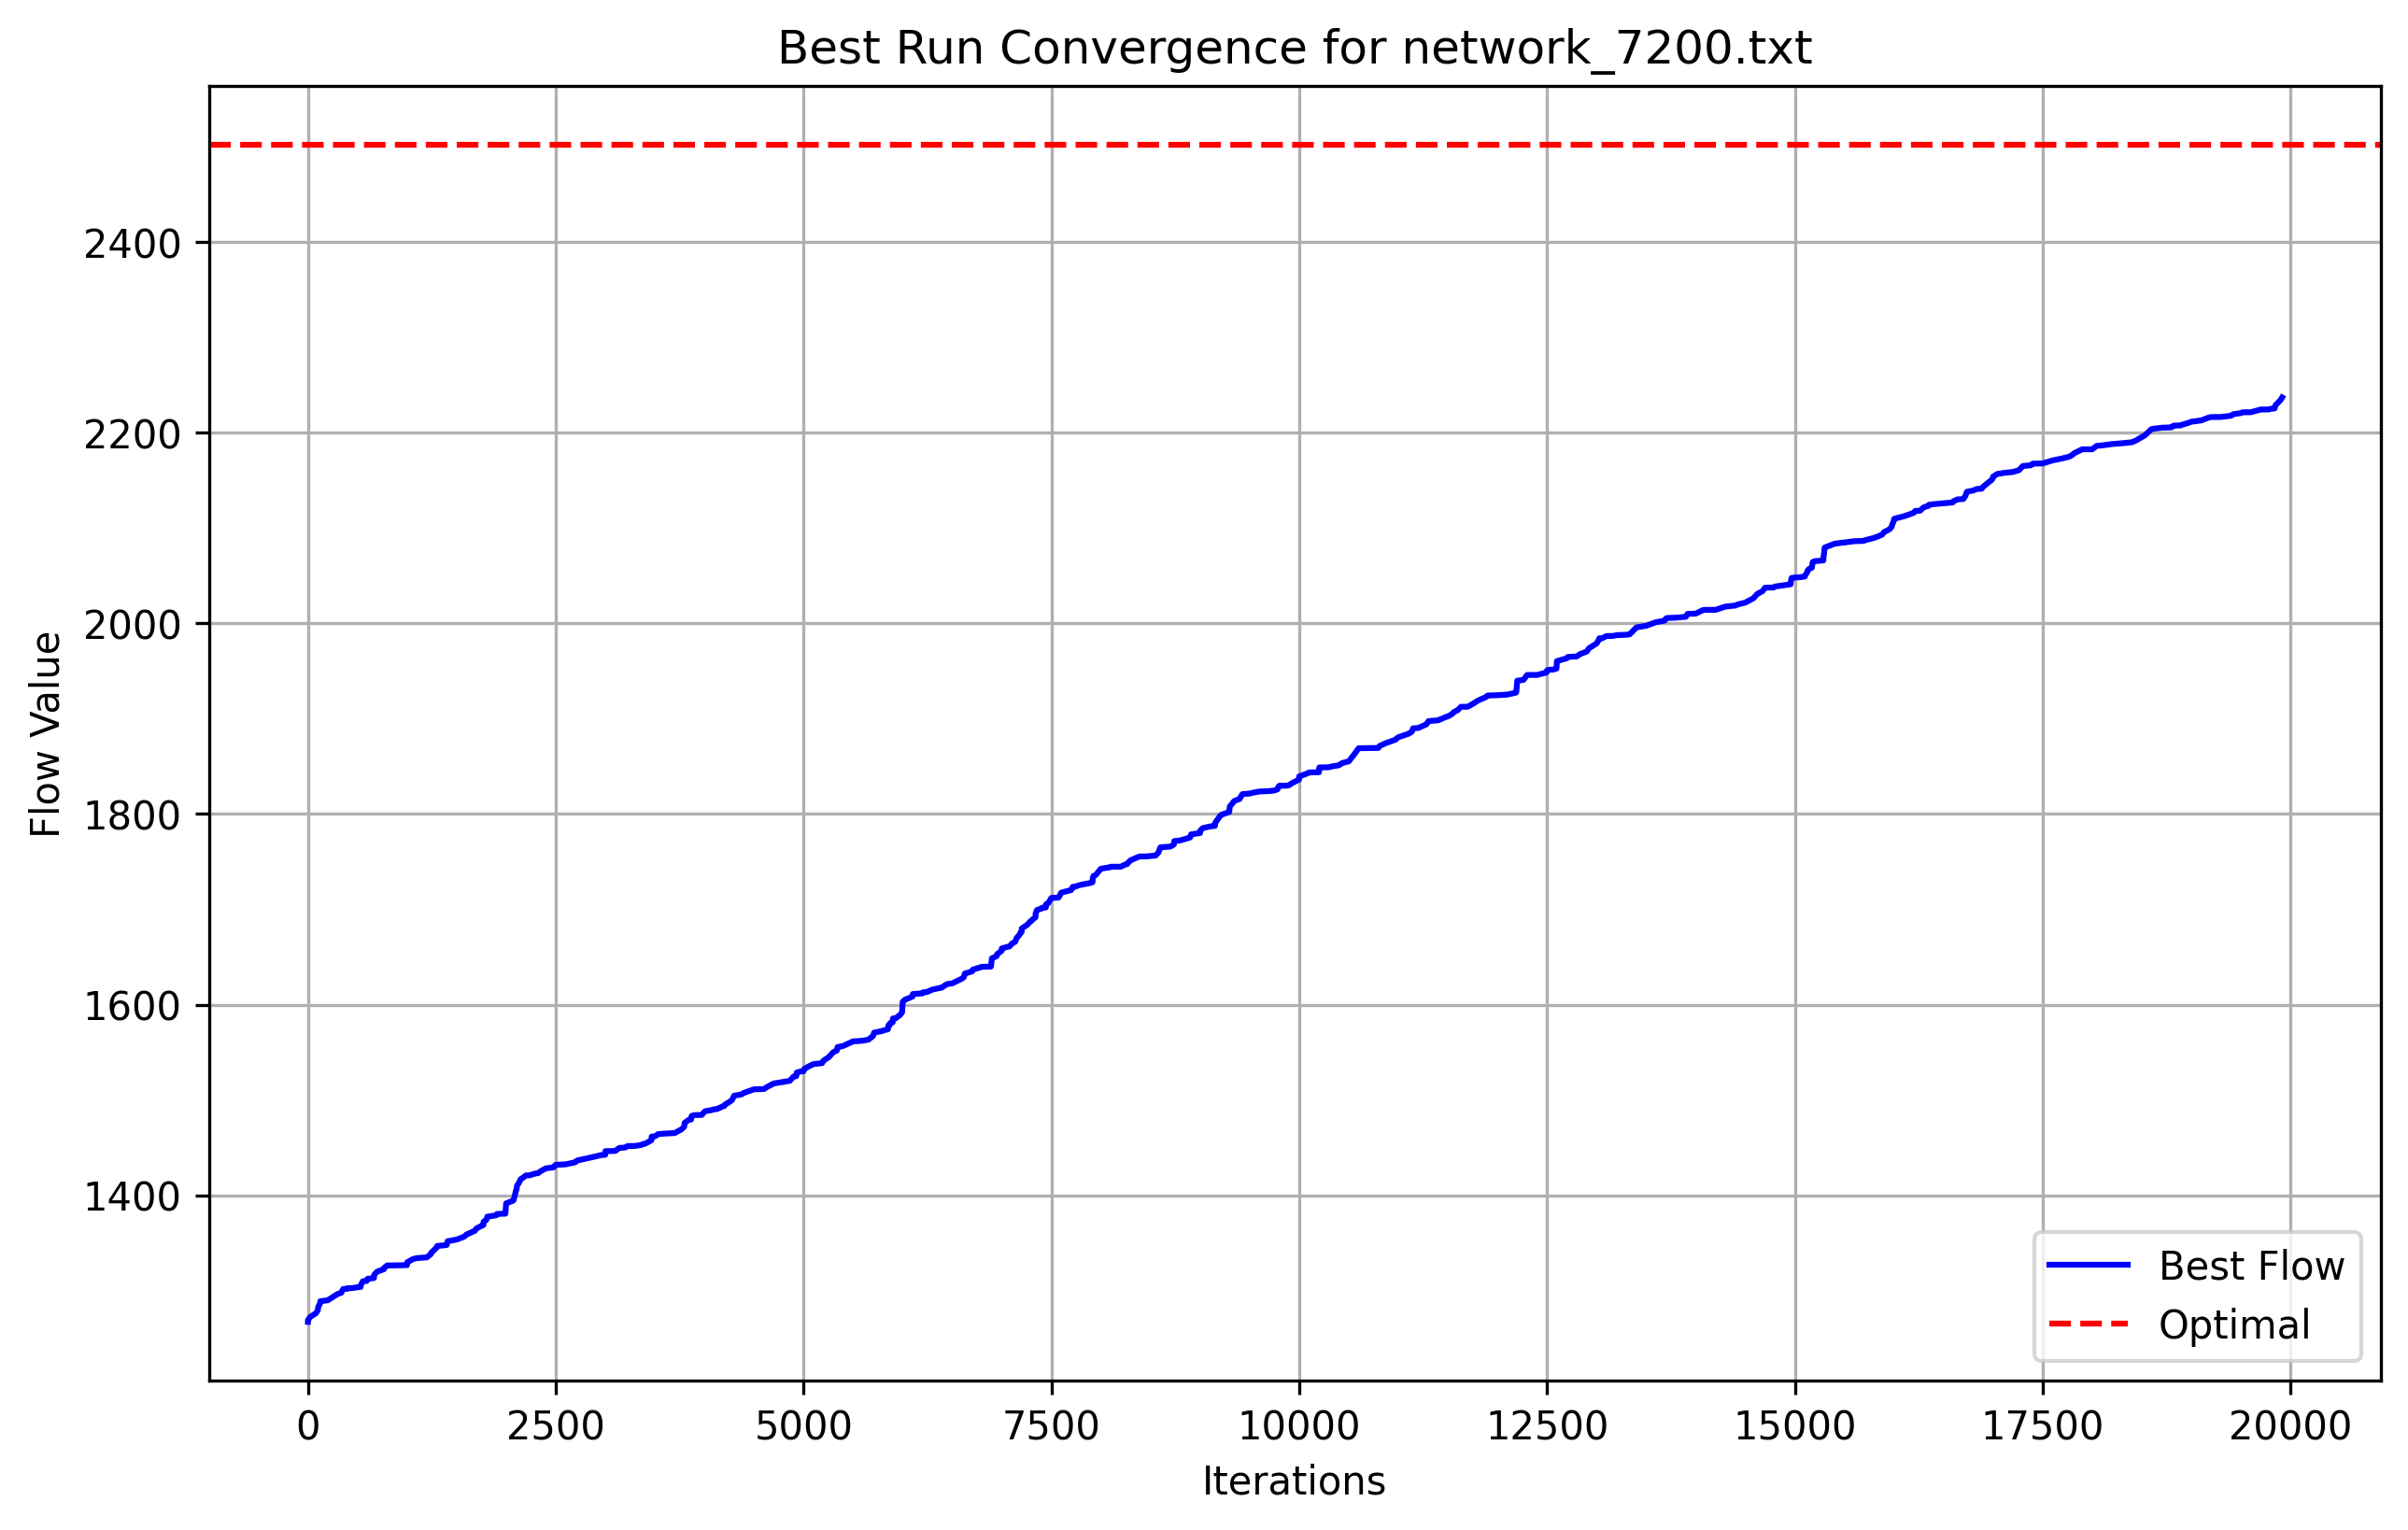 Best Run Convergence for network_7200.txt
Flow Value
2400
2200
2000
1800
1600
1400
0 2500 5000 7500 10000 12500 15000 17500 20000
Iterations
Best Flow
Optimal